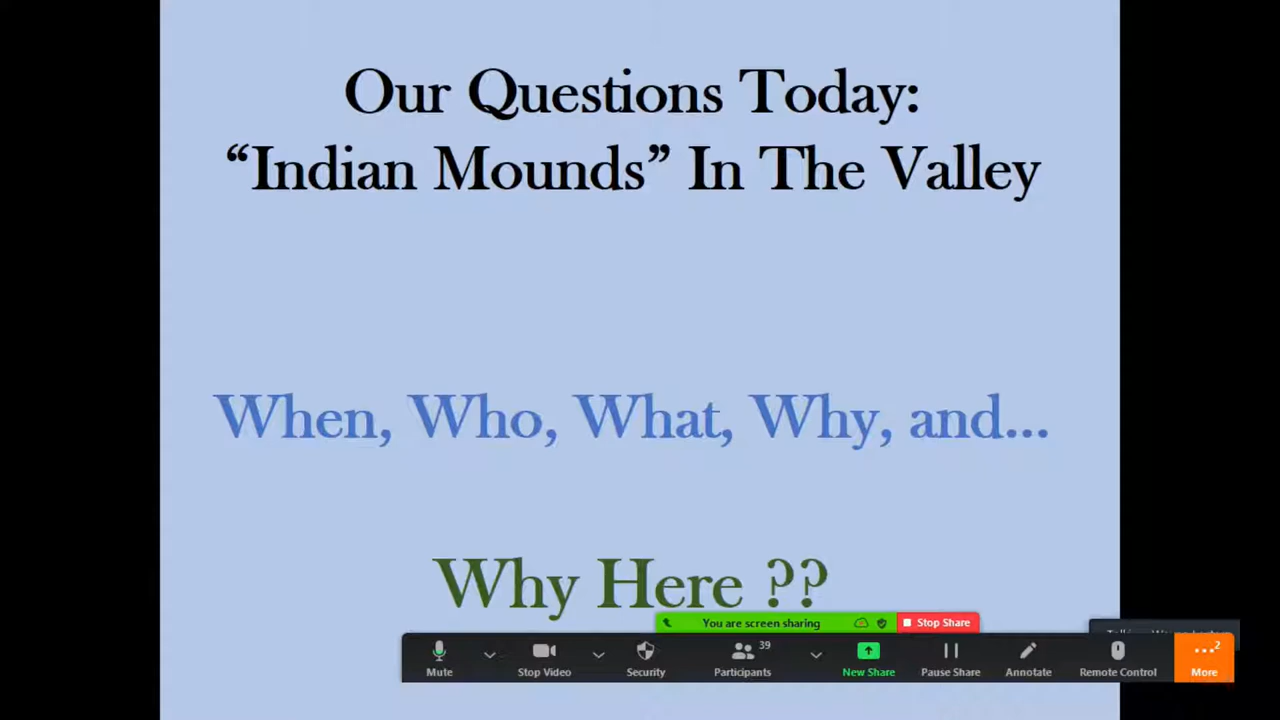 Our Questions Today:
“Indian Mounds” In The Valley
When, Who, What, Why, and...
Why Here ??
You are screen sharing
Stop Share
Mute
Stop Video
Security
Participants
39
New Share
Pause Share
Annotate
Remote Control
More
2